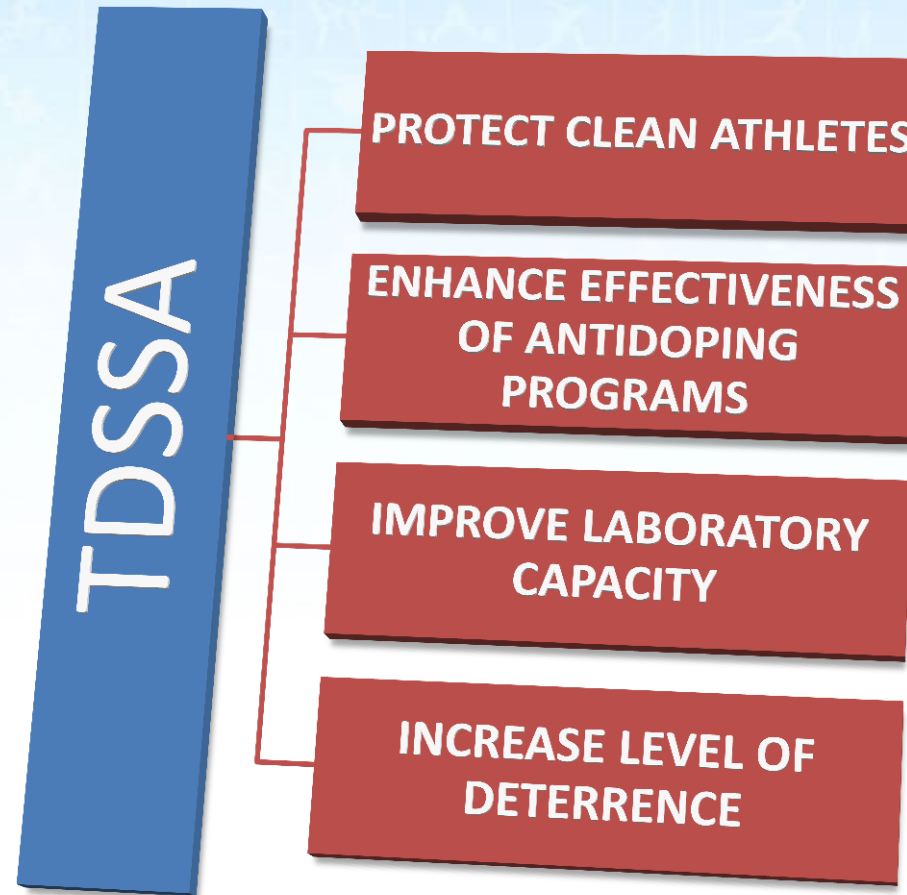 TDSSA
PROTECT CLEAN ATHLETES
ENHANCE EFFECTIVENESS
OF ANTIDOPING
PROGRAMS
IMPROVE LABORATORY
CAPACITY
INCREASE LEVEL OF
DETERRENCE